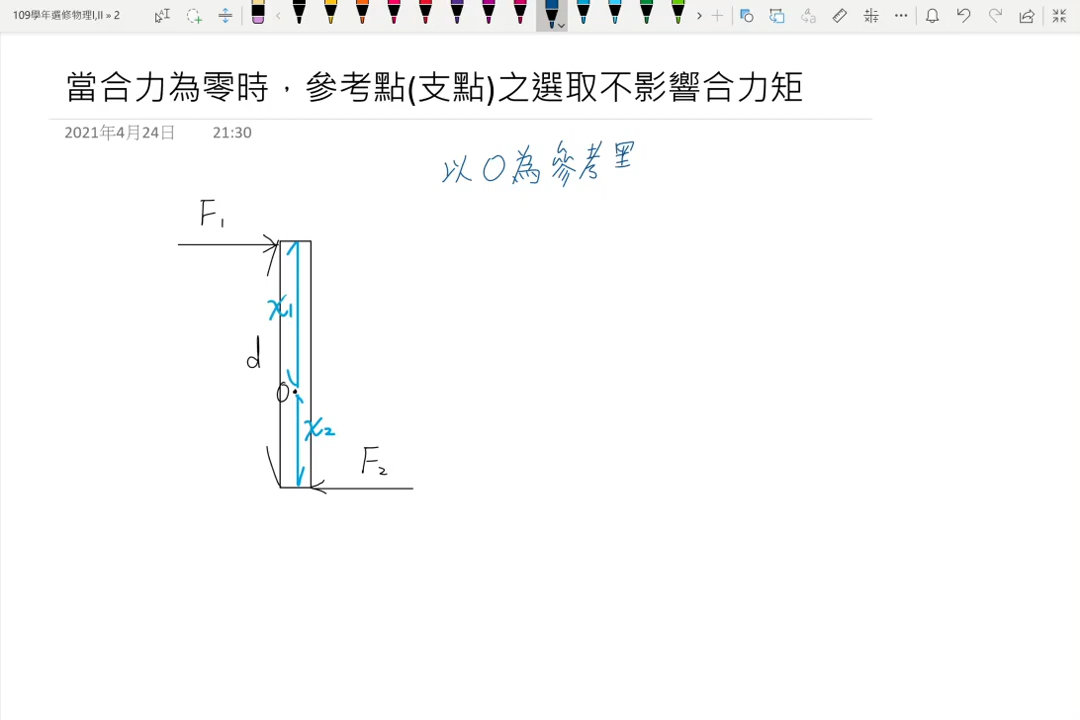 109學年選修物理I,II » 2
當合力為零時，參考點(支點)之選取不影響合力矩
2021年4月24日 21:30
以O為參考
F₁
x₁
d
O
x₂
F₂